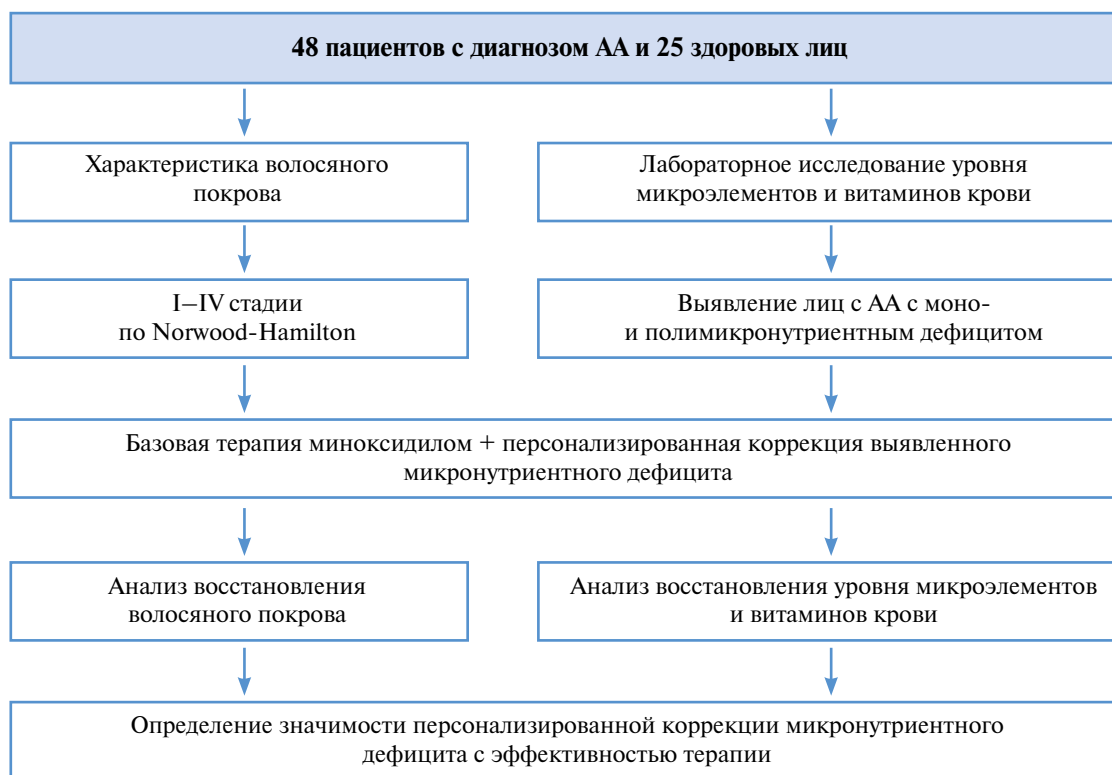 48 пациентов с диагнозом АА и 25 здоровых лиц
Характеристика волосяного
покрова
Лабораторное исследование уровня
микроэлементов и витаминов крови
I–IV стадии
по Norwood-Hamilton
Выявление лиц с АА с моно-
и полимикронутриентным дефицитом
Базовая терапия миноксидилом + персонализированная коррекция выявленного
микронутриентного дефицита
Анализ восстановления
волосяного покрова
Анализ восстановления уровня микроэлементов
и витаминов крови
Определение значимости персонализированной коррекции микронутриентного
дефицита с эффективностью терапии